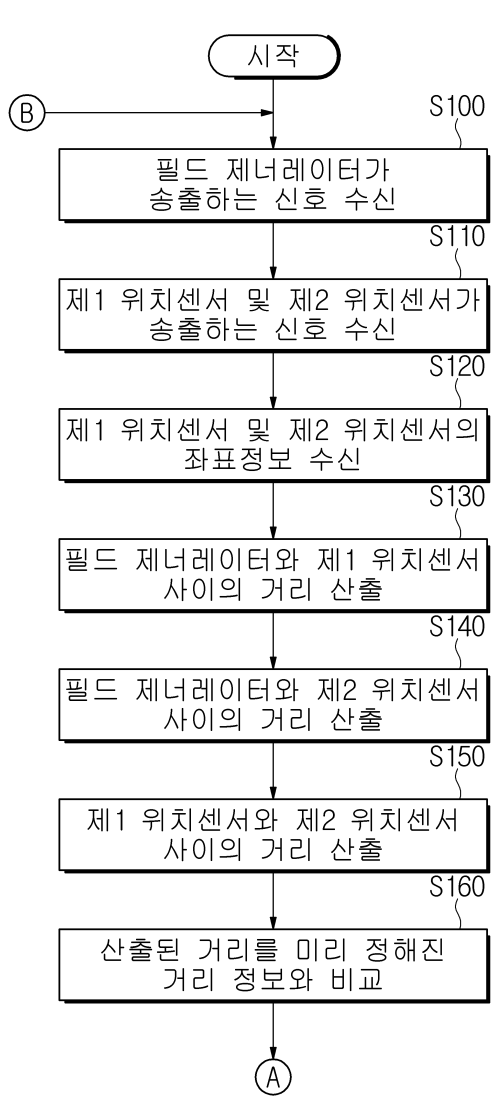 시작
B
S100
필드 제너레이터가
송출하는 신호 수신
S110
제1 위치센서 및 제2 위치센서가
송출하는 신호 수신
S120
제1 위치센서 및 제2 위치센서의
좌표정보 수신
S130
필드 제너레이터와 제1 위치센서
사이의 거리 산출
S140
필드 제너레이터와 제2 위치센서
사이의 거리 산출
S150
제1 위치센서와 제2 위치센서
사이의 거리 산출
S160
산출된 거리를 미리 정해진
거리 정보와 비교
A